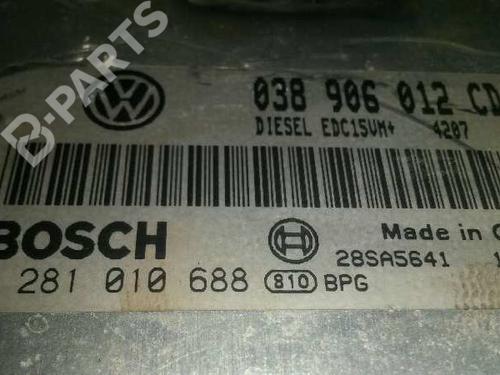 B-PARTS
038 906 012 CD
DIESEL EDC15VM+ 4207
BOSCH
Made in
281 010 688 810 BPG
28SA5641